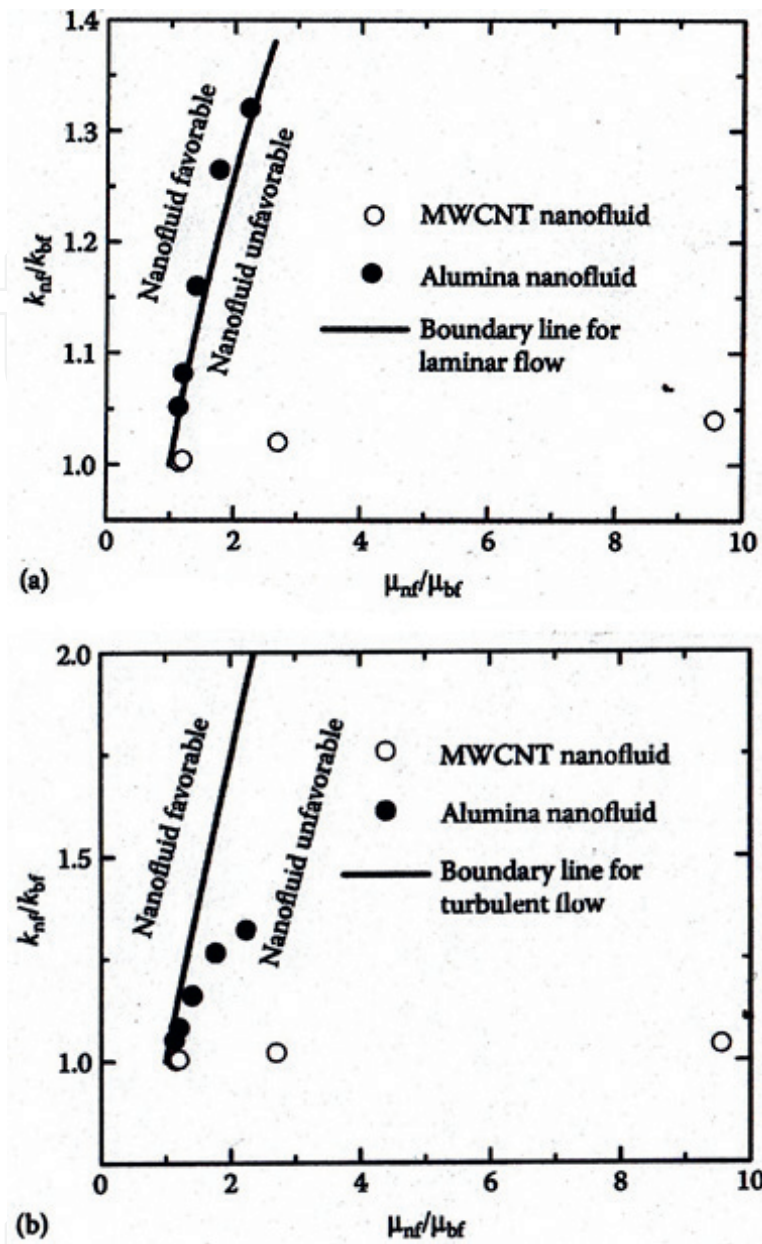 1.4
1.3
1.2
1.1
1.0
k_nf/k_bf
Nanofluid favorable
Nanofluid unfavorable
MWCNT nanofluid
Alumina nanofluid
Boundary line for
laminar flow
0 2 4 6 8 10
(a)
μ_nf/μ_bf
2.0
1.5
1.0
k_nf/k_bf
Nanofluid favorable
Nanofluid unfavorable
MWCNT nanofluid
Alumina nanofluid
Boundary line for
turbulent flow
0 2 4 6 8 10
(b)
μ_nf/μ_bf